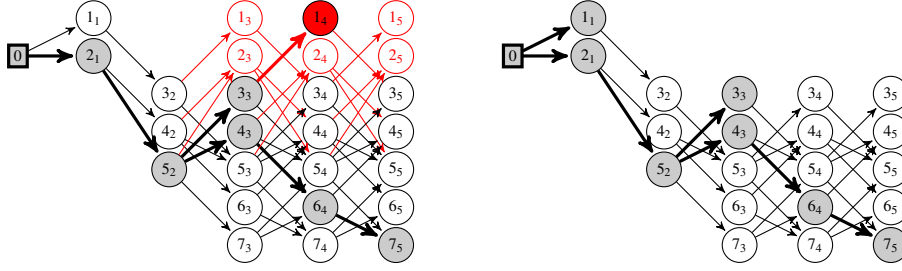 1₁ 1₃ 1₄ 1₅ 1₁
0 2₁ 2₃ 2₄ 2₅ 0 2₁
3₂ 3₃ 3₄ 3₅ 3₂ 3₃ 3₄ 3₅
4₂ 4₃ 4₄ 4₅ 4₂ 4₃ 4₄ 4₅
5₂ 5₃ 5₄ 5₅ 5₂ 5₃ 5₄ 5₅
6₃ 6₄ 6₅ 6₃ 6₄ 6₅
7₃ 7₄ 7₅ 7₃ 7₄ 7₅